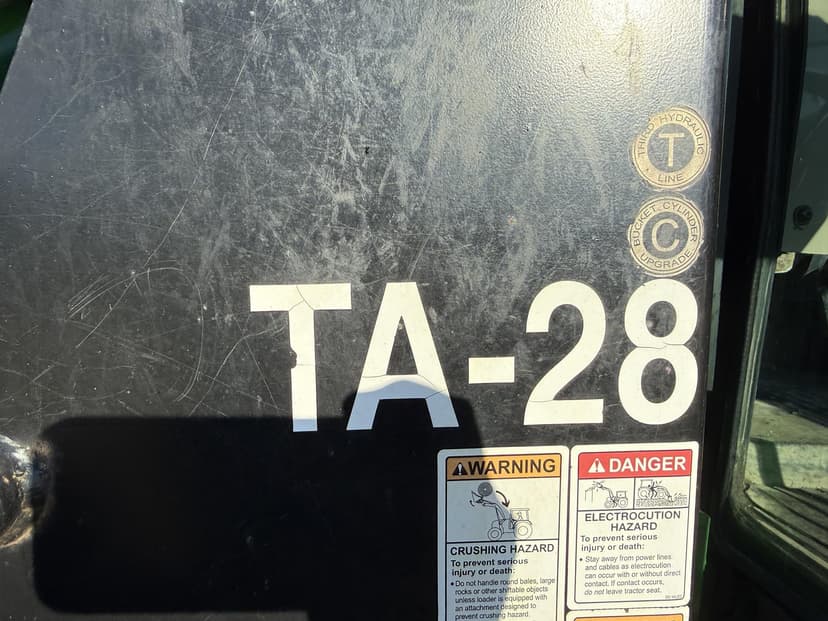 THIRD HYDRAULIC
T
LINE
BUCKET CYLINDER
C
UPGRADE
TA-28
WARNING
CRUSHING HAZARD
To prevent serious
injury or death:
• Do not handle round bales, large
rocks or other shiftable objects
unless loader is equipped with
an attachment designed to
prevent crushing hazard.
DANGER
ELECTROCUTION
HAZARD
To prevent serious
injury or death:
• Stay away from power lines
and cables as electrocution
can occur with or without direct
contact. If contact occurs,
do not leave tractor seat.